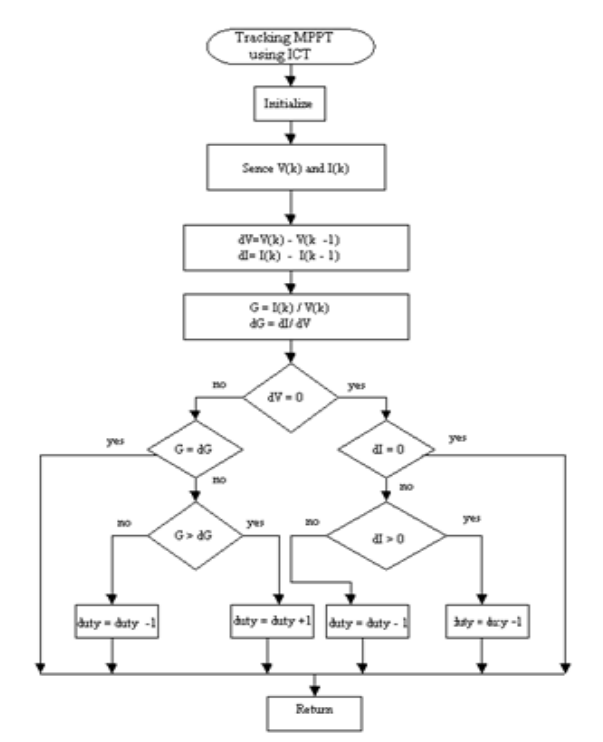 Tracking MPPT
using ICT
Initialize
Sence V(k) and I(k)
dV=V(k) - V(k -1)
dI= I(k) - I(k - 1)
G = I(k) / V(k)
dG = dI/ dV
no
dV = 0
yes
yes
G = dG
dI = 0
yes
no
no
no
G > dG
yes
no
dI > 0
yes
duty = duty -1
duty = duty +1
duty = duty - 1
duty = duty -1
Return